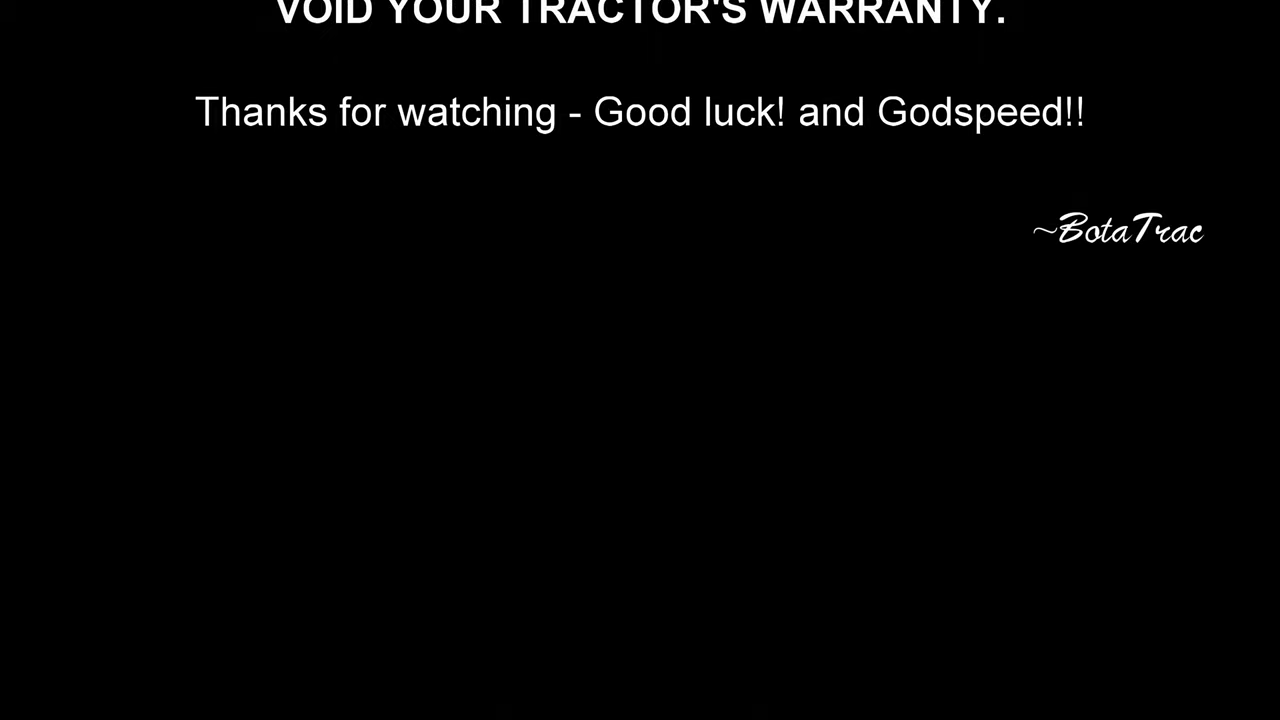 VOID YOUR TRACTOR'S WARRANTY.
Thanks for watching - Good luck! and Godspeed!!
~BotaTrac